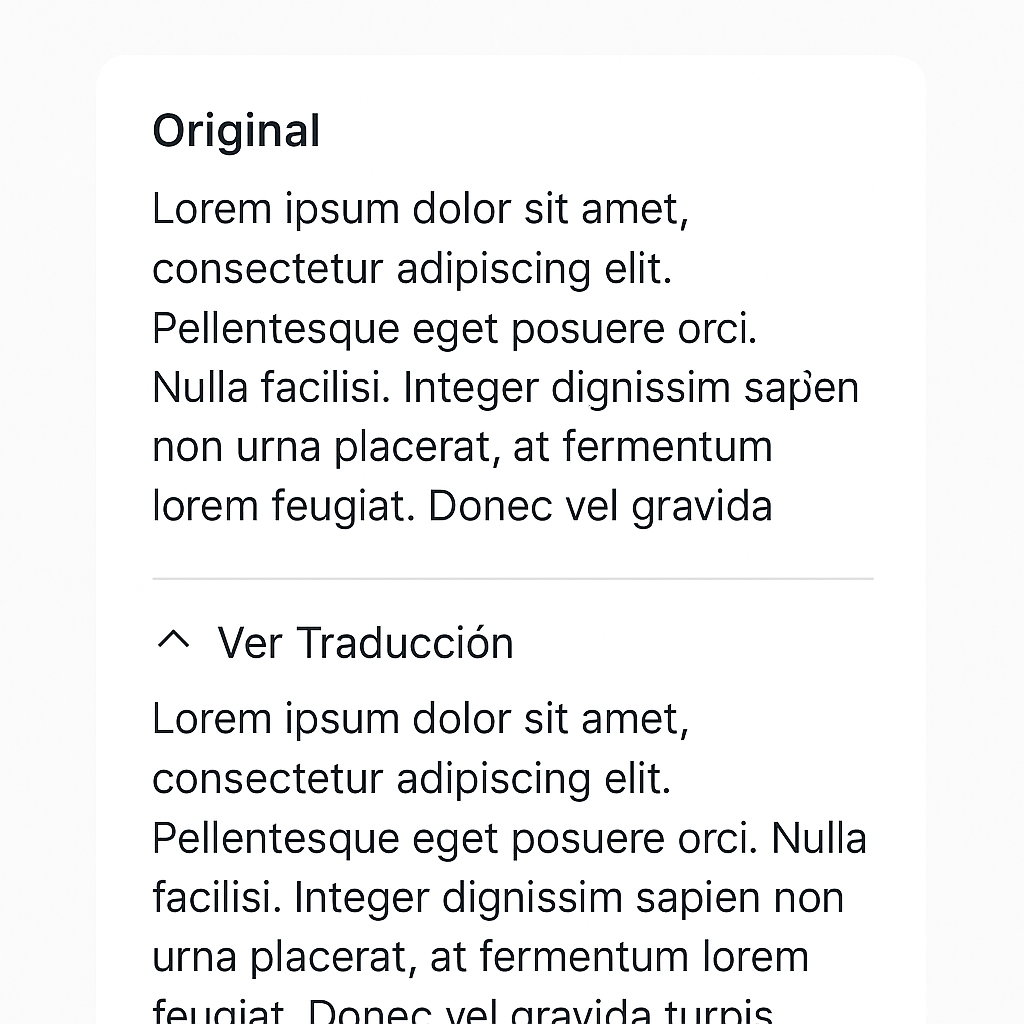 Original
Lorem ipsum dolor sit amet,
consectetur adipiscing elit.
Pellentesque eget posuere orci.
Nulla facilisi. Integer dignissim
non urna placerat, at fermentum
lorem feugiat. Donec vel gravida
Ver Traducción
Lorem ipsum dolor sit amet,
consectetur adipiscing elit.
Pellentesque eget posuere orci. Nulla
facilisi. Integer dignissim sapien non
urna placerat, at fermentum lorem
feugiat. Donec vel gravida turpis